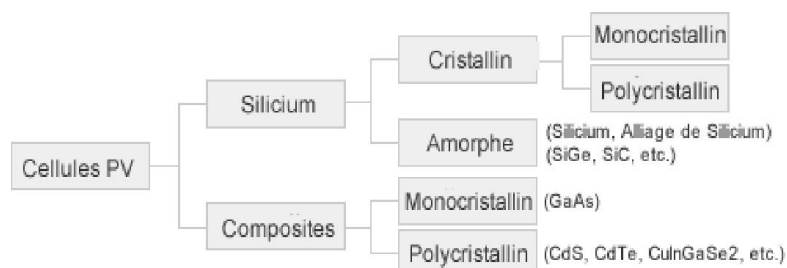 Monocristallin
Cristallin
Polycristallin
Silicium
Amorphe (Silicium, Alliage de Silicium)
(SiGe, SiC, etc.)
Cellules PV
Monocristallin (GaAs)
Composites
Polycristallin (CdS, CdTe, CuInGaSe2, etc.)